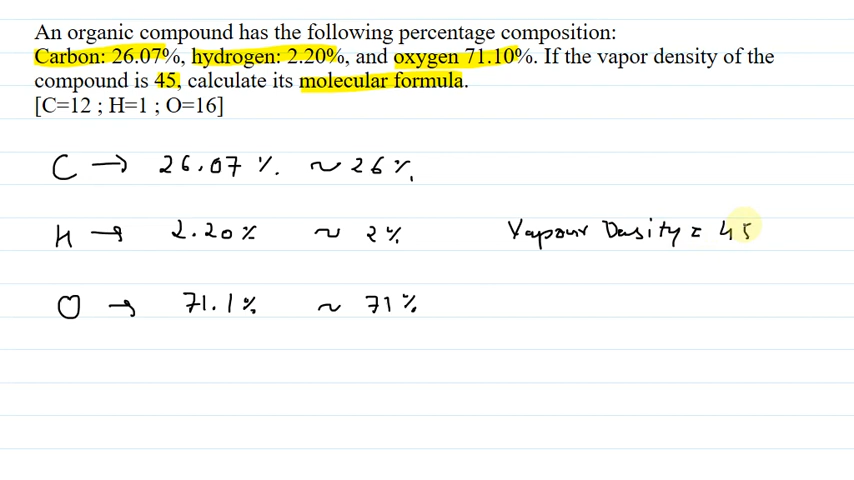 An organic compound has the following percentage composition:
Carbon: 26.07%, hydrogen: 2.20%, and oxygen 71.10%. If the vapor density of the
compound is 45, calculate its molecular formula.
[C=12 ; H=1 ; O=16]
C → 26.07 %. ~ 26 %.
H → 2.20% ~ 2% Vapour Density = 45
O → 71.1% ~ 71%